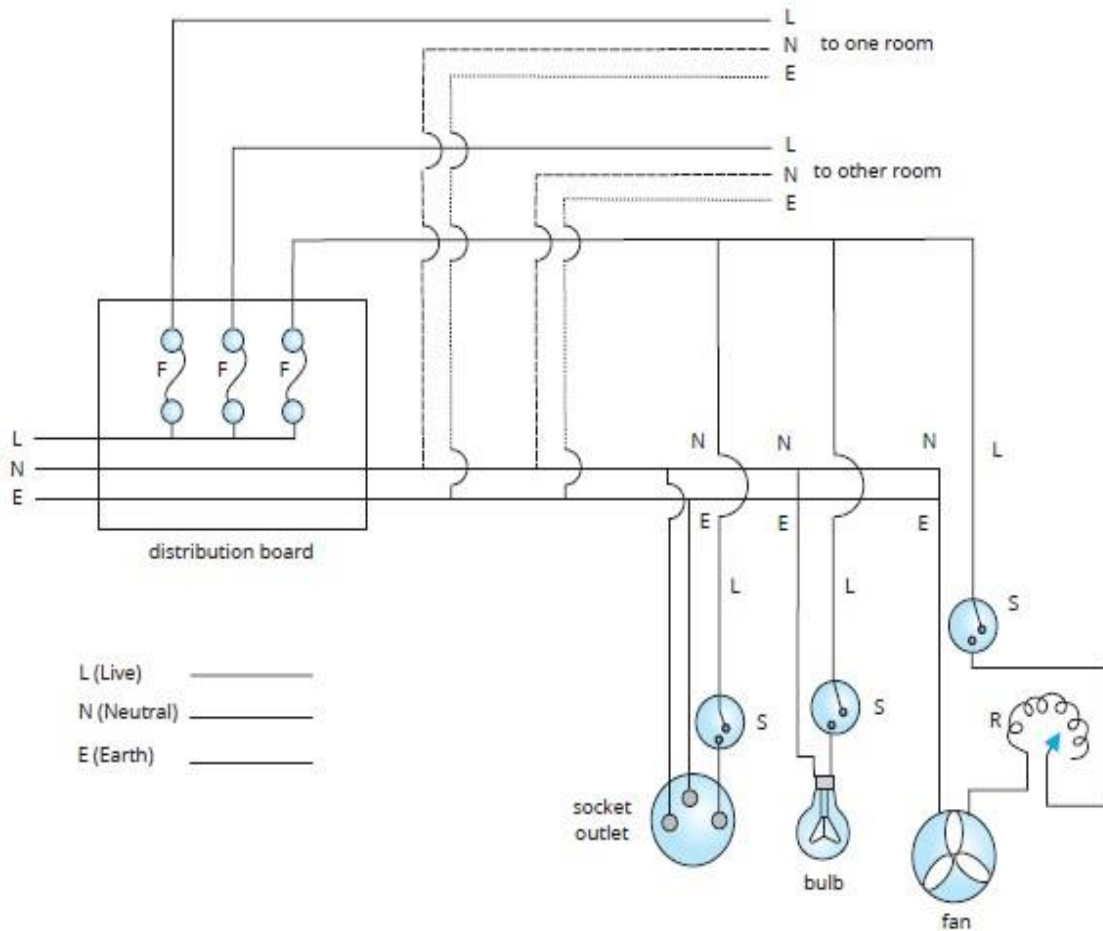 L
N to one room
E
L
N to other room
E
F F F
L
N
E
distribution board
N N N L
E E E
L L
S
S S
R
L (Live)
N (Neutral)
E (Earth)
socket
outlet
bulb
fan